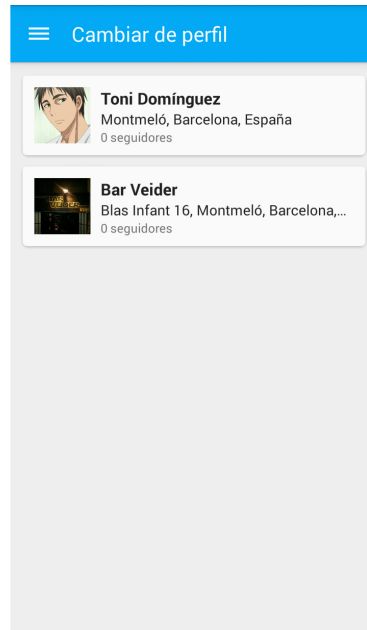 Cambiar de perfil
Toni Domínguez
Montmeló, Barcelona, España
0 seguidores
Bar Veider
Blas Infant 16, Montmeló, Barcelona,...
0 seguidores